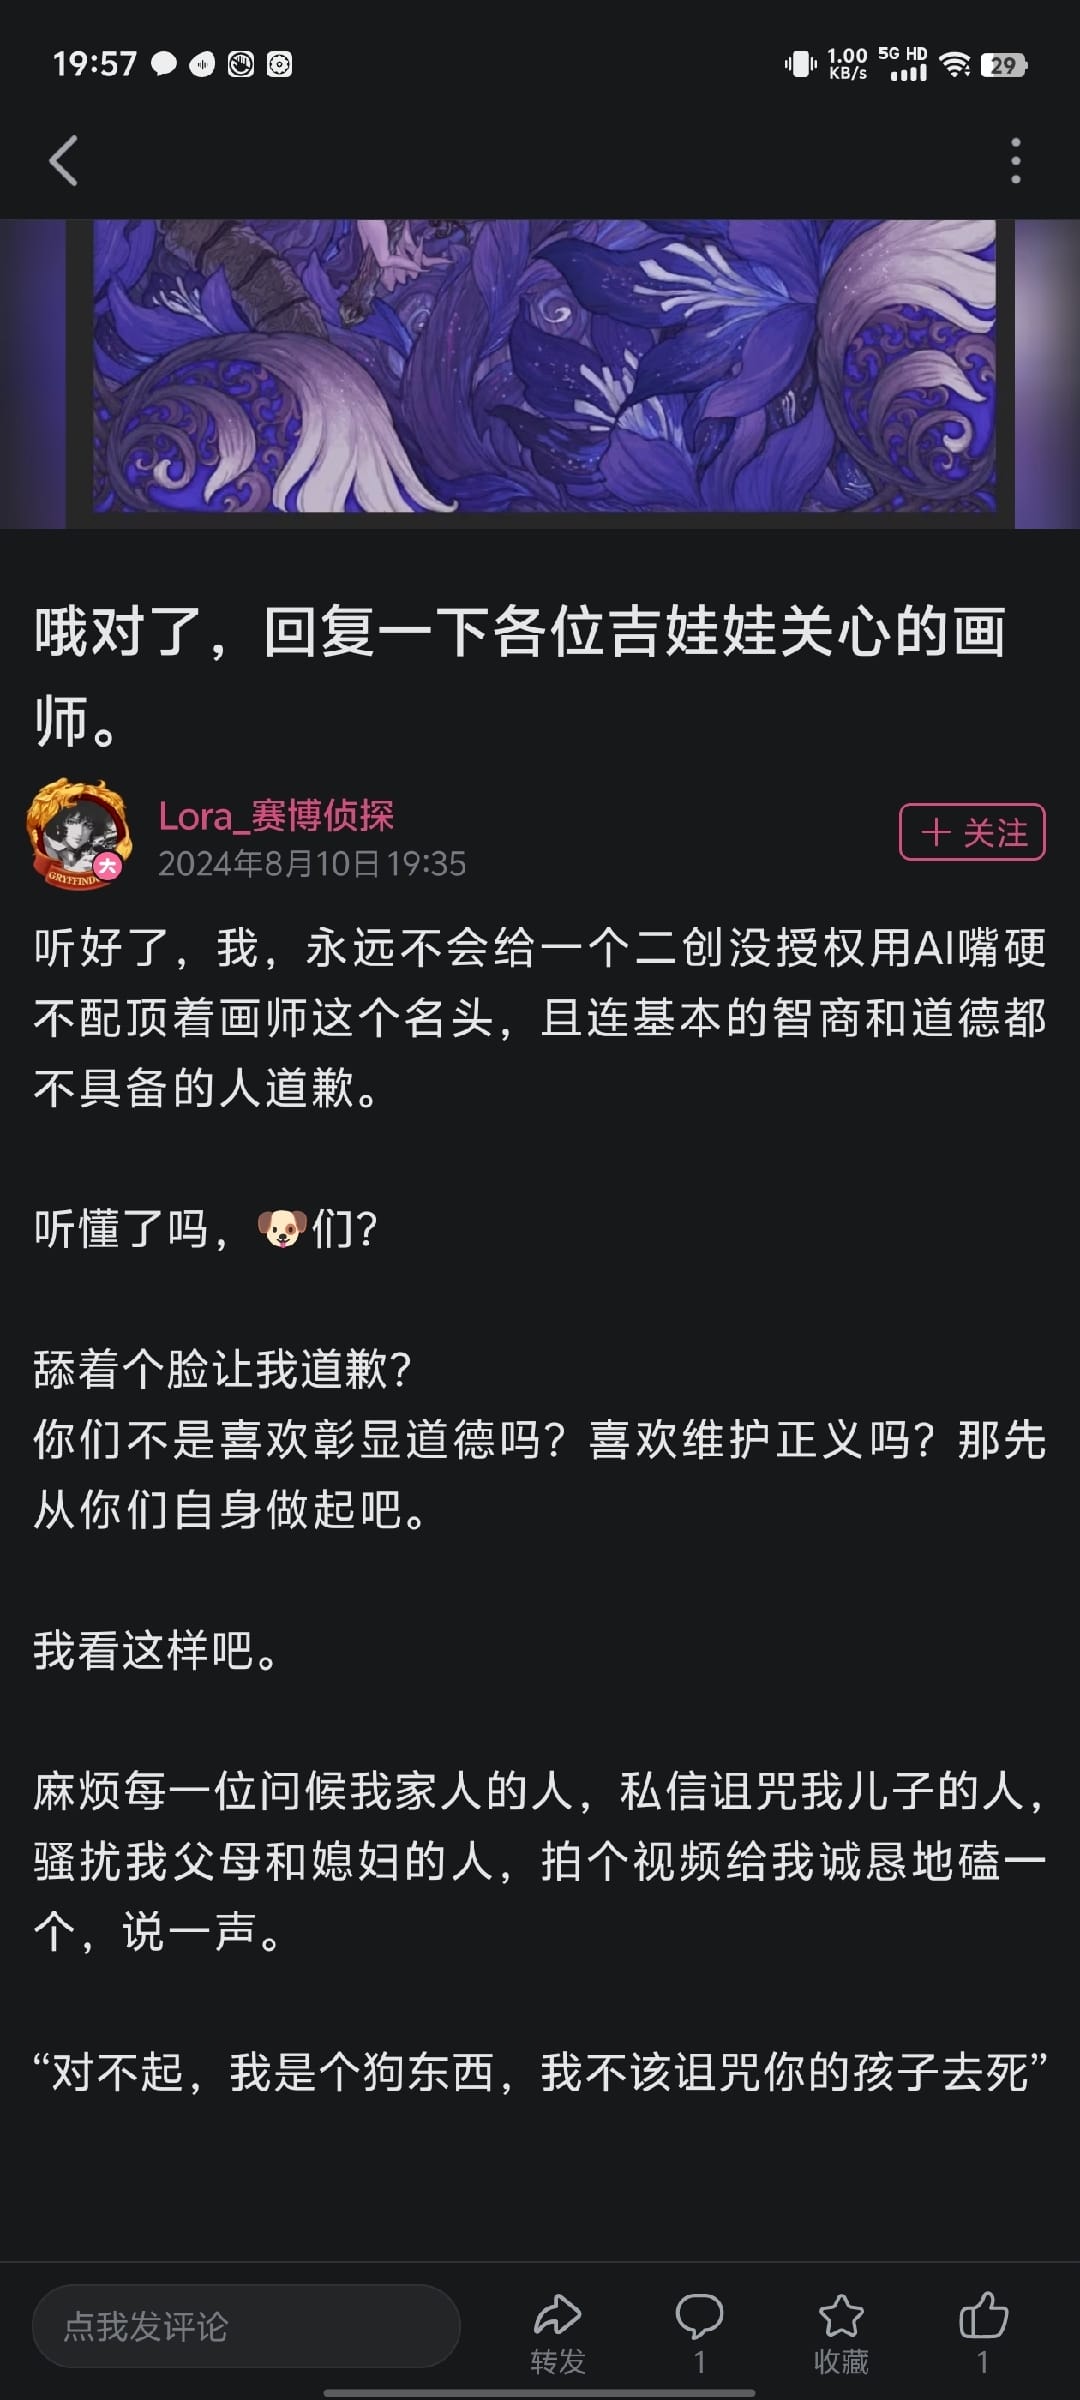 19:57
1.00 KB/s 5G HD 29
哦对了，回复一下各位吉娃娃关心的画
师。
GRYFFIND
大
Lora_赛博侦探
2024年8月10日 19:35
＋ 关注
听好了，我，永远不会给一个二创没授权用AI嘴硬
不配顶着画师这个名头，且连基本的智商和道德都
不具备的人道歉。
听懂了吗，🐶们？
舔着个脸让我道歉？
你们不是喜欢彰显道德吗？喜欢维护正义吗？那先
从你们自身做起吧。
我看这样吧。
麻烦每一位问候我家人的人，私信诅咒我儿子的人，
骚扰我父母和媳妇的人，拍个视频给我诚恳地磕一
个，说一声。
“对不起，我是个狗东西，我不该诅咒你的孩子去死”
点我发评论
转发
1
收藏
1